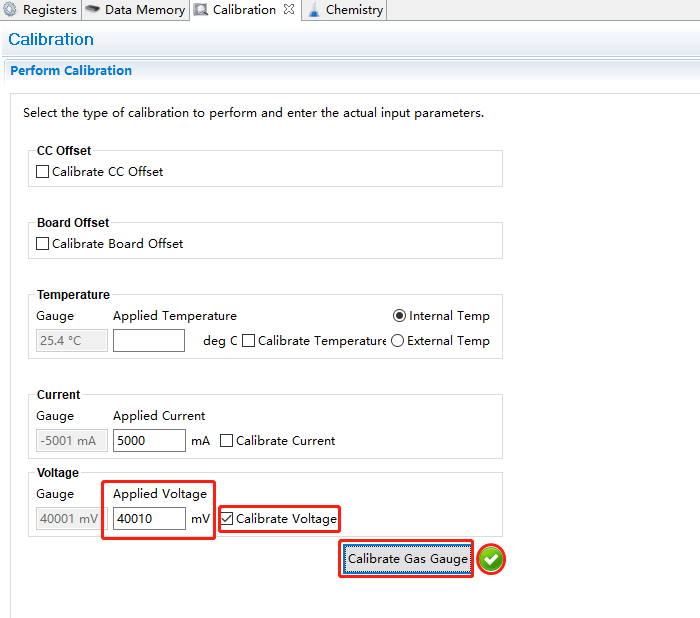 Registers Data Memory Calibration Chemistry
Calibration
Perform Calibration
Select the type of calibration to perform and enter the actual input parameters.
CC Offset
Calibrate CC Offset
Board Offset
Calibrate Board Offset
Temperature
Gauge Applied Temperature Internal Temp
25.4 °C deg C Calibrate Temperature External Temp
Current
Gauge Applied Current
-5001 mA 5000 mA Calibrate Current
Voltage
Gauge Applied Voltage
40001 mV 40010 mV Calibrate Voltage
Calibrate Gas Gauge